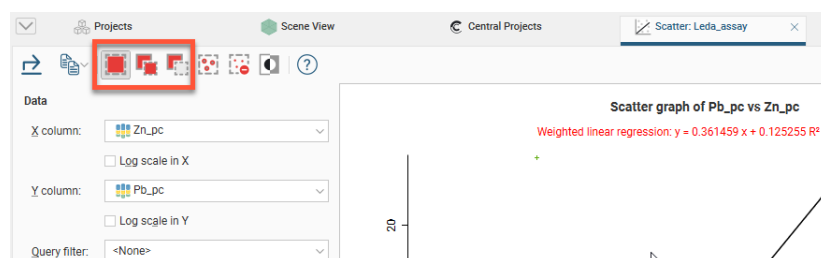 Projects
Scene View
Central Projects
Scatter: Leda_assay
Data
X column:
Zn_pc
Log scale in X
Y column:
Pb_pc
Log scale in Y
Query filter:
<None>
Scatter graph of Pb_pc vs Zn_pc
Weighted linear regression: y = 0.361459 x + 0.125255 R²
20